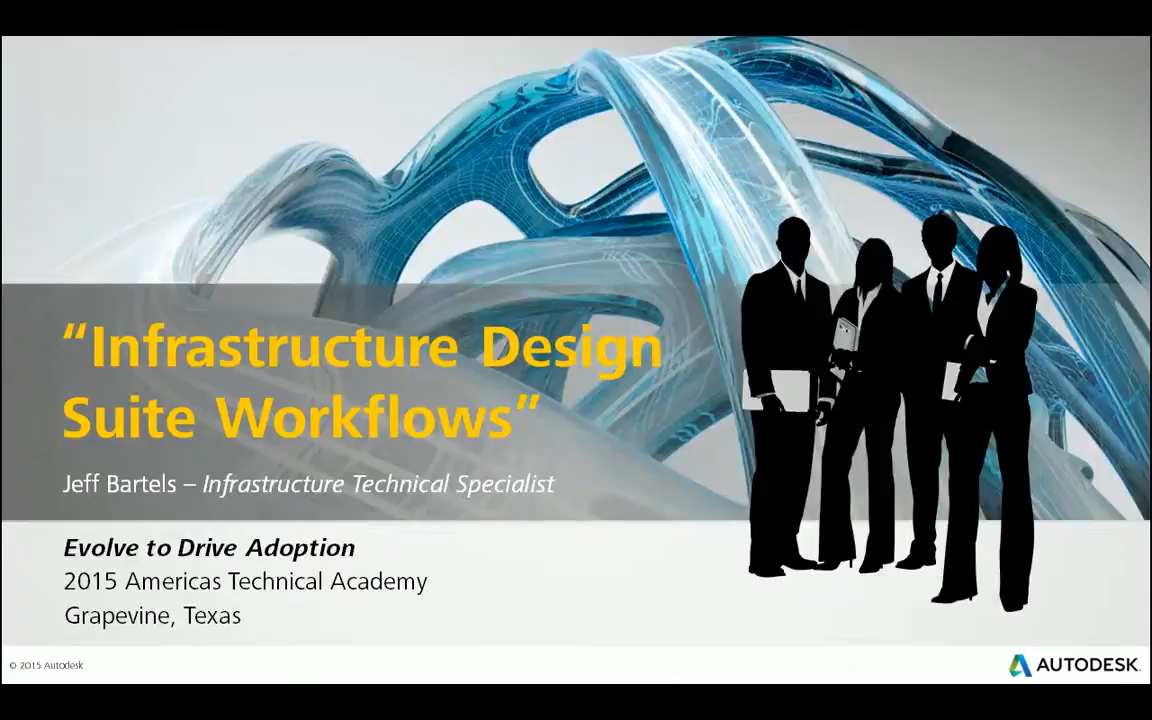 “Infrastructure Design
Suite Workflows”
Jeff Bartels – Infrastructure Technical Specialist
Evolve to Drive Adoption
2015 Americas Technical Academy
Grapevine, Texas
© 2015 Autodesk
AUTODESK.